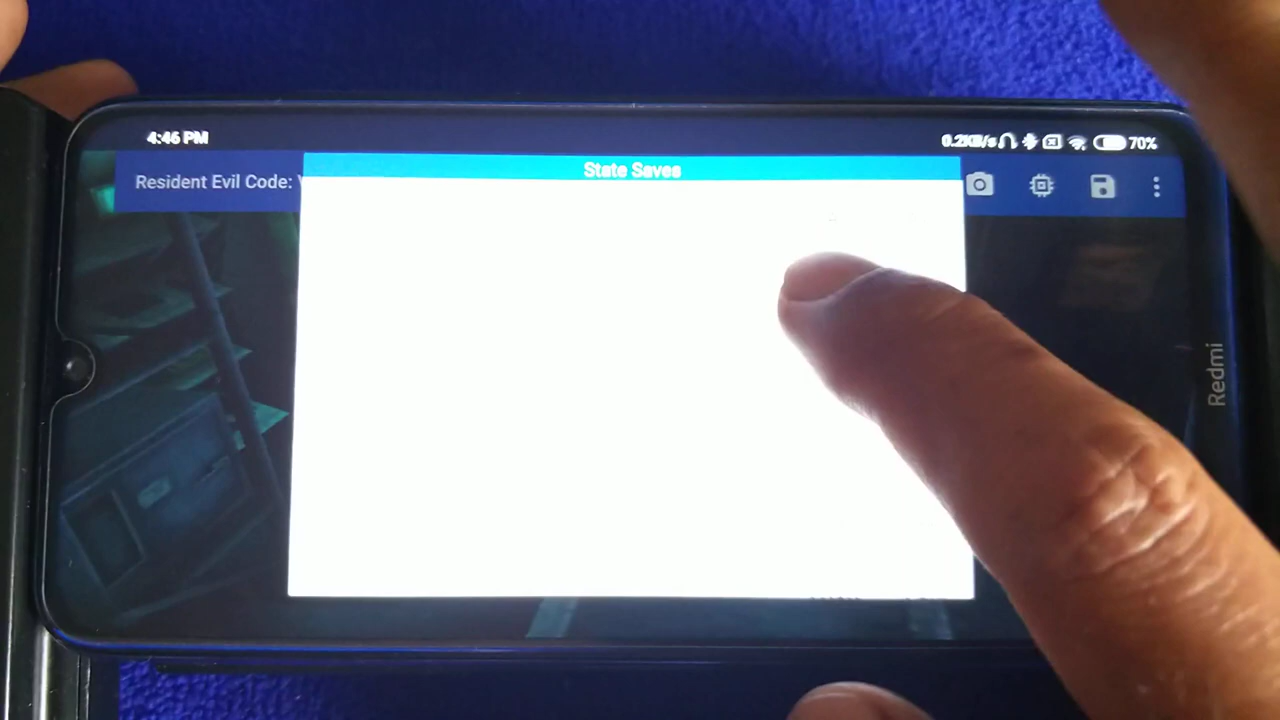 4:46 PM
0.2KB/s
70%
Resident Evil Code:
State Saves
Redmi